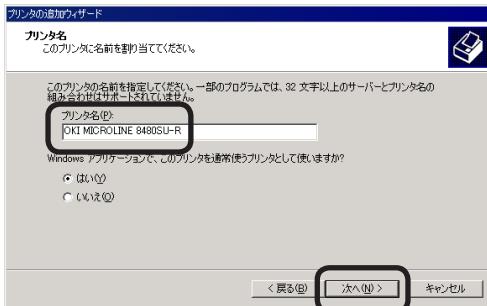 プリンタの追加ウィザード
プリンタ名
このプリンタに名前を割り当ててください。
このプリンタの名前を指定してください。一部のプログラムでは、32 文字以上のサーバーとプリンタ名の
組み合わせはサポートされていません。
プリンタ名(P):
OKI MICROLINE 8480SU-R
Windows アプリケーションで、このプリンタを通常使うプリンタとして使いますか?
はい(Y)
いいえ(O)
< 戻る(B) 次へ(N) > キャンセル